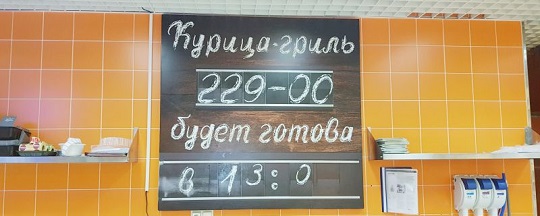 Курица-гриль
229-00
будет готова
в 13: 0